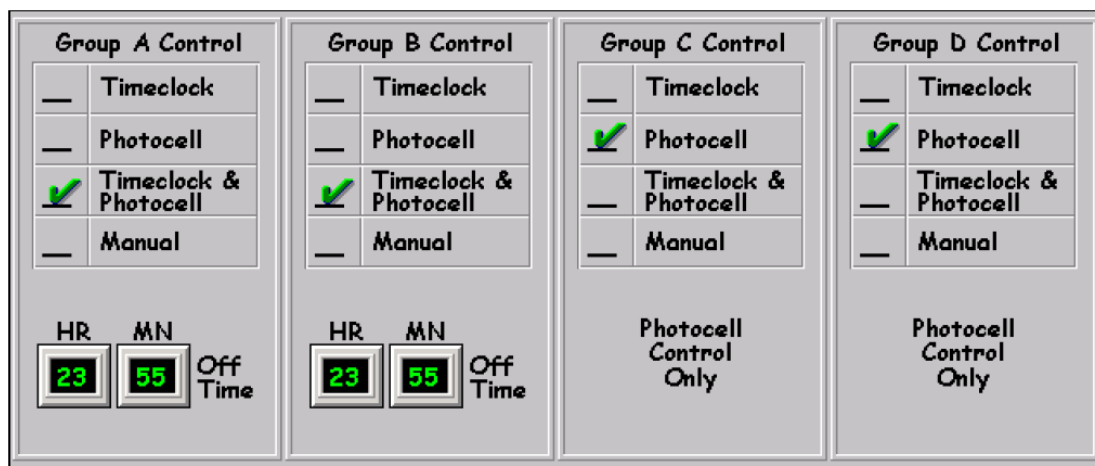 Group A Control
Timeclock
Photocell
Timeclock &
Photocell
Manual
HR MN
23 55 Off
Time
Group B Control
Timeclock
Photocell
Timeclock &
Photocell
Manual
HR MN
23 55 Off
Time
Group C Control
Timeclock
Photocell
Timeclock &
Photocell
Manual
Photocell
Control
Only
Group D Control
Timeclock
Photocell
Timeclock &
Photocell
Manual
Photocell
Control
Only